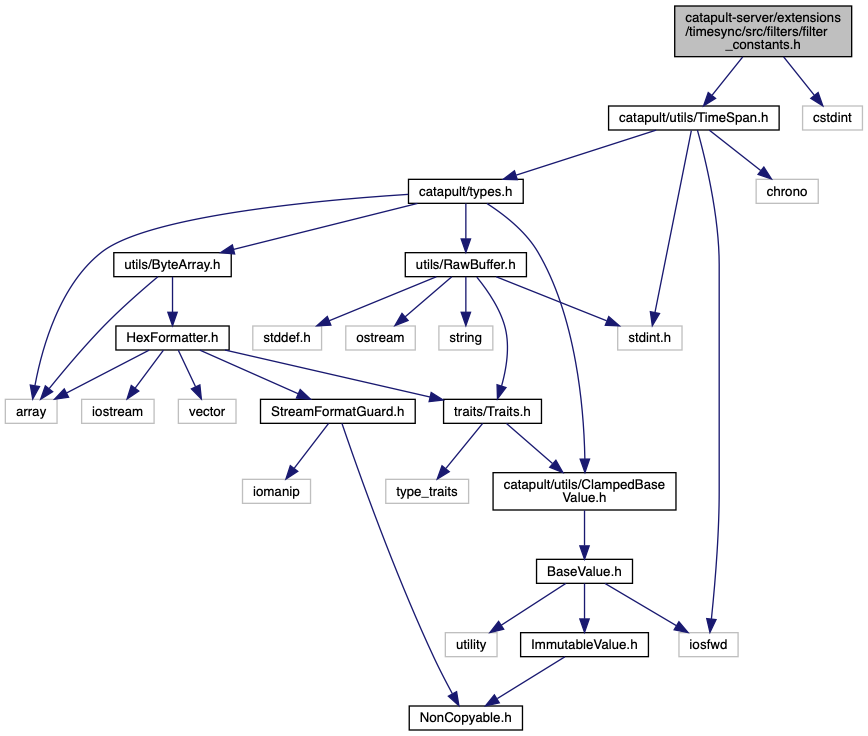 catapult-server/extensions
/timesync/src/filters/filter
_constants.h
catapult/utils/TimeSpan.h
cstdint
catapult/types.h
chrono
utils/ByteArray.h
utils/RawBuffer.h
HexFormatter.h
stddef.h
ostream
string
stdint.h
array
iostream
vector
StreamFormatGuard.h
traits/Traits.h
iomanip
type_traits
catapult/utils/ClampedBase
Value.h
BaseValue.h
utility
ImmutableValue.h
iosfwd
NonCopyable.h